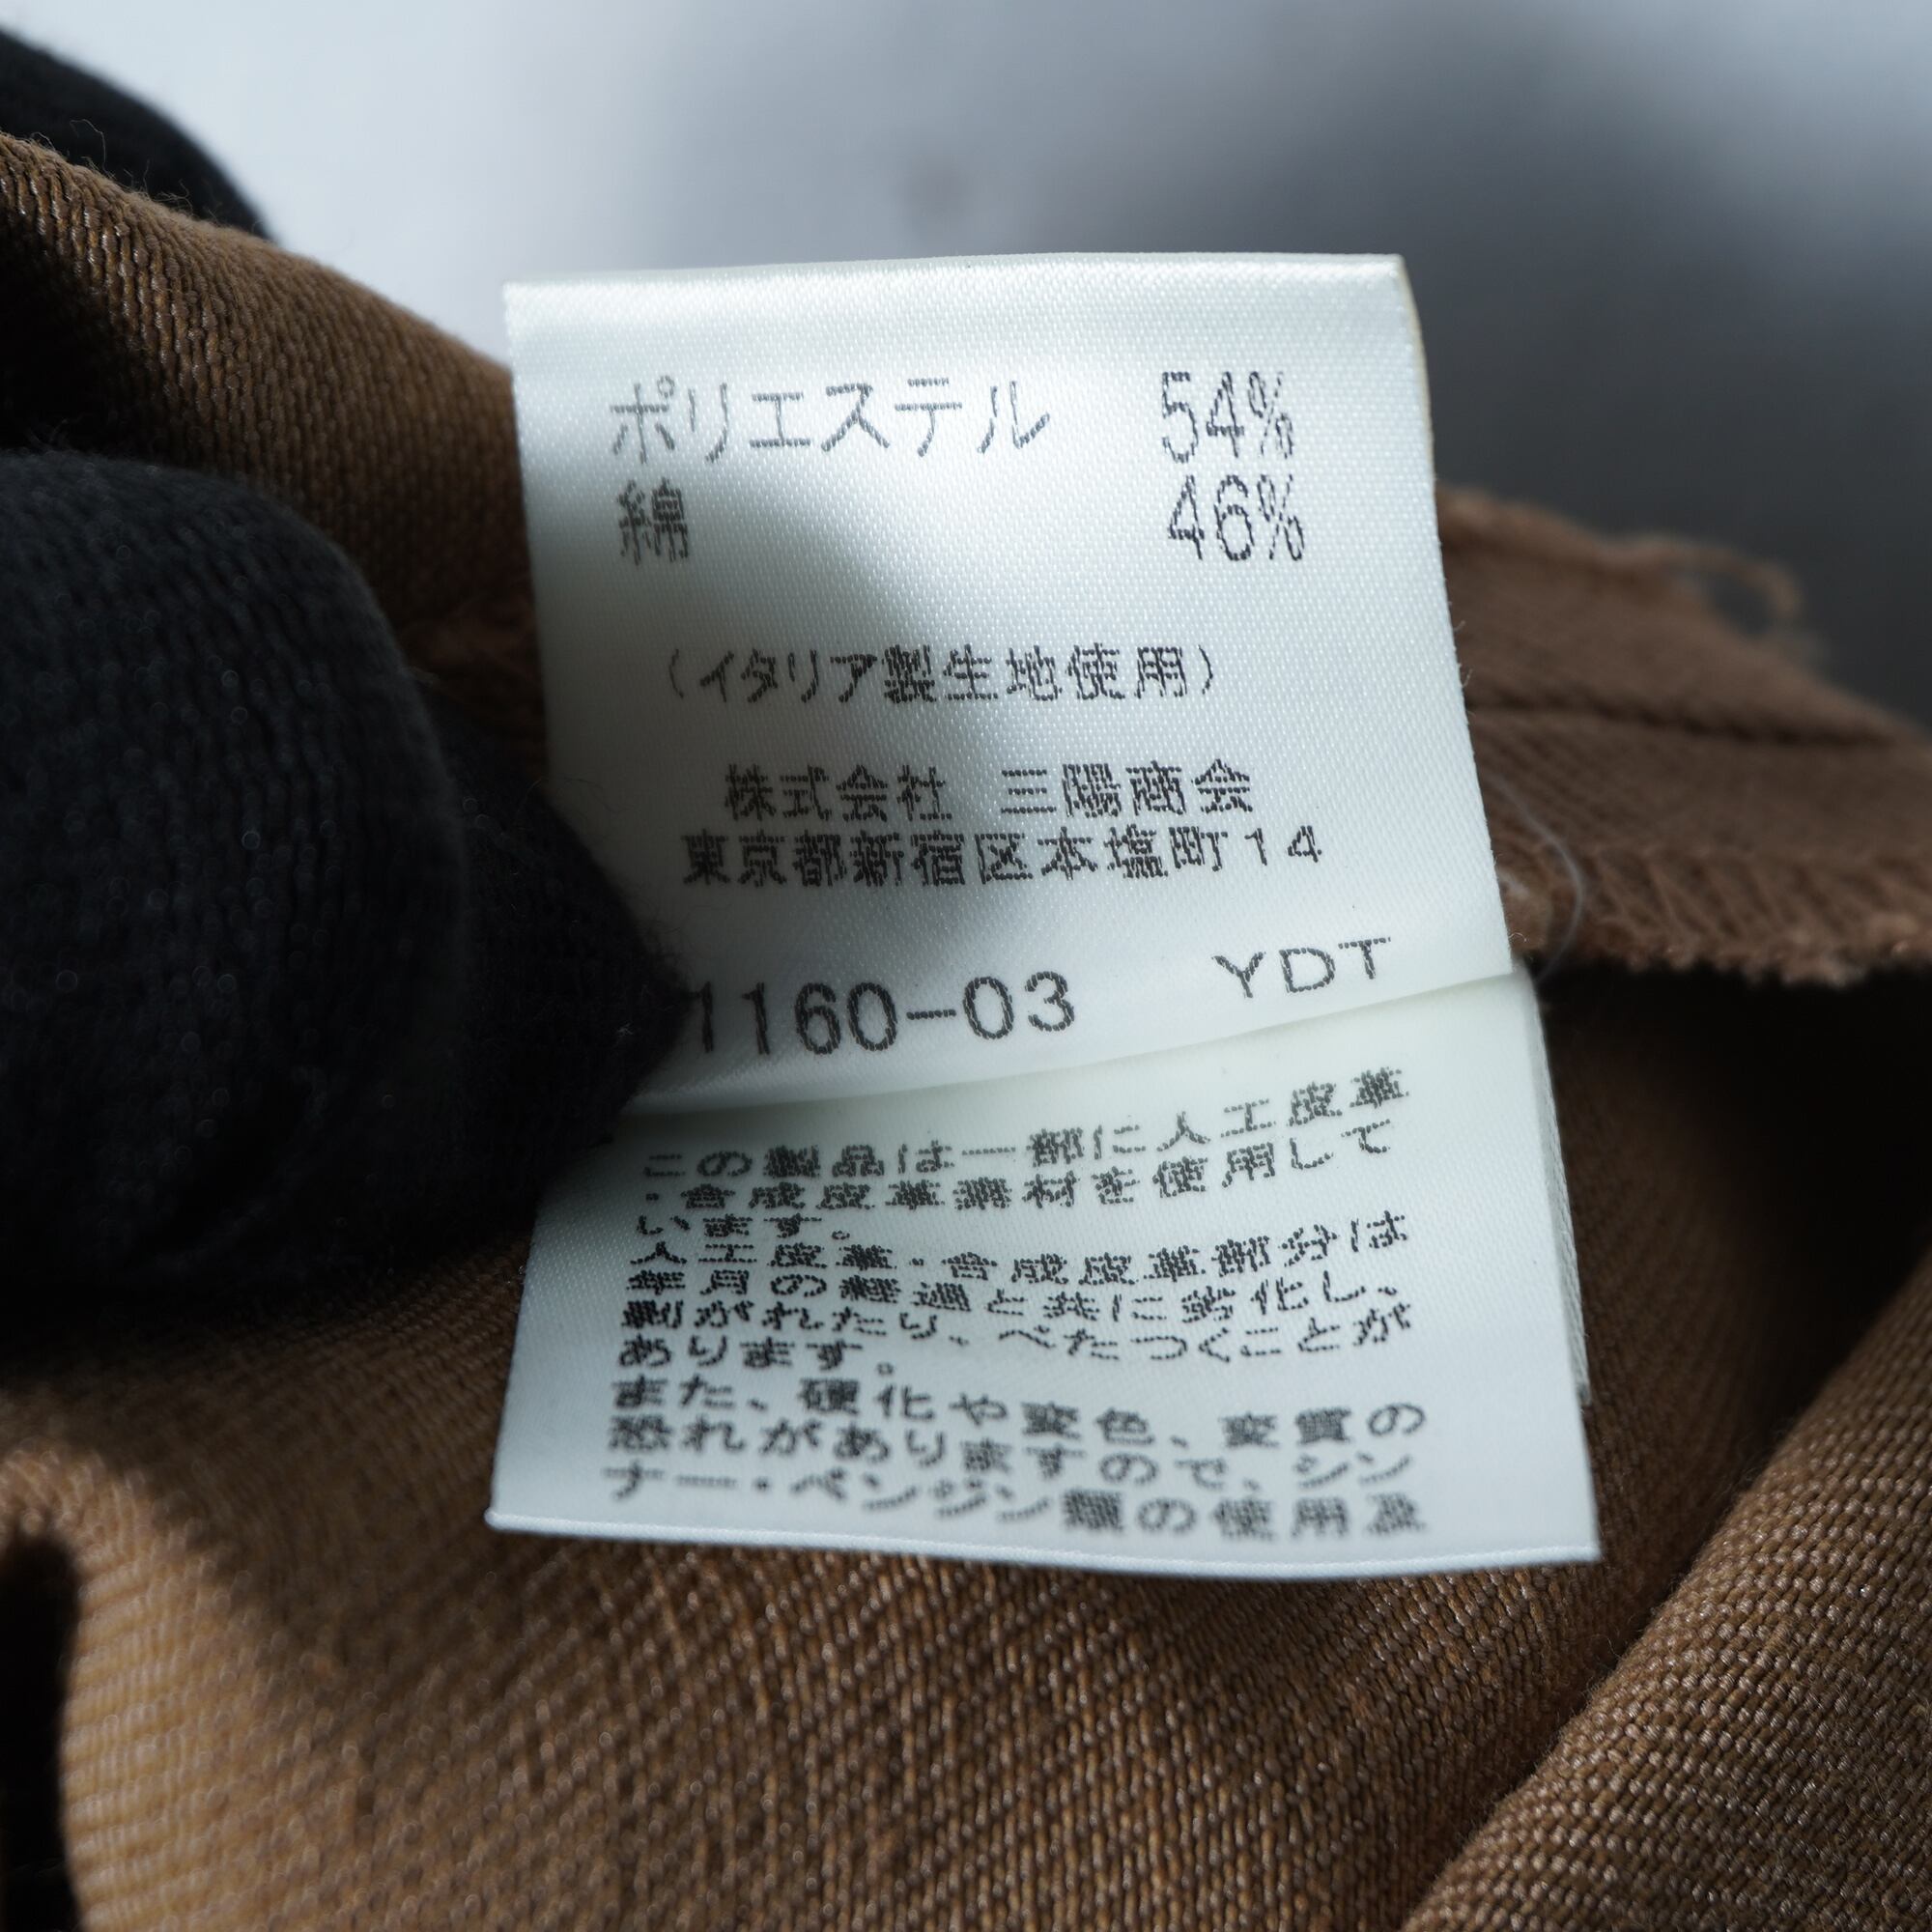 ポリエステル 54%
綿 46%
(イタリア製生地使用)
株式会社 三陽商会
東京都新宿区本塩町14
1160-03 YDT
この製品は一部に人工皮革
・合成皮革素材を使用して
います。
人工皮革・合成皮革部分は
年月の経過と共に劣化し、
剥がれたり、べたつくことが
あります。
また、硬化や変色、変質の
恐れがありますので、シン
ナー・ベンジン類の使用及